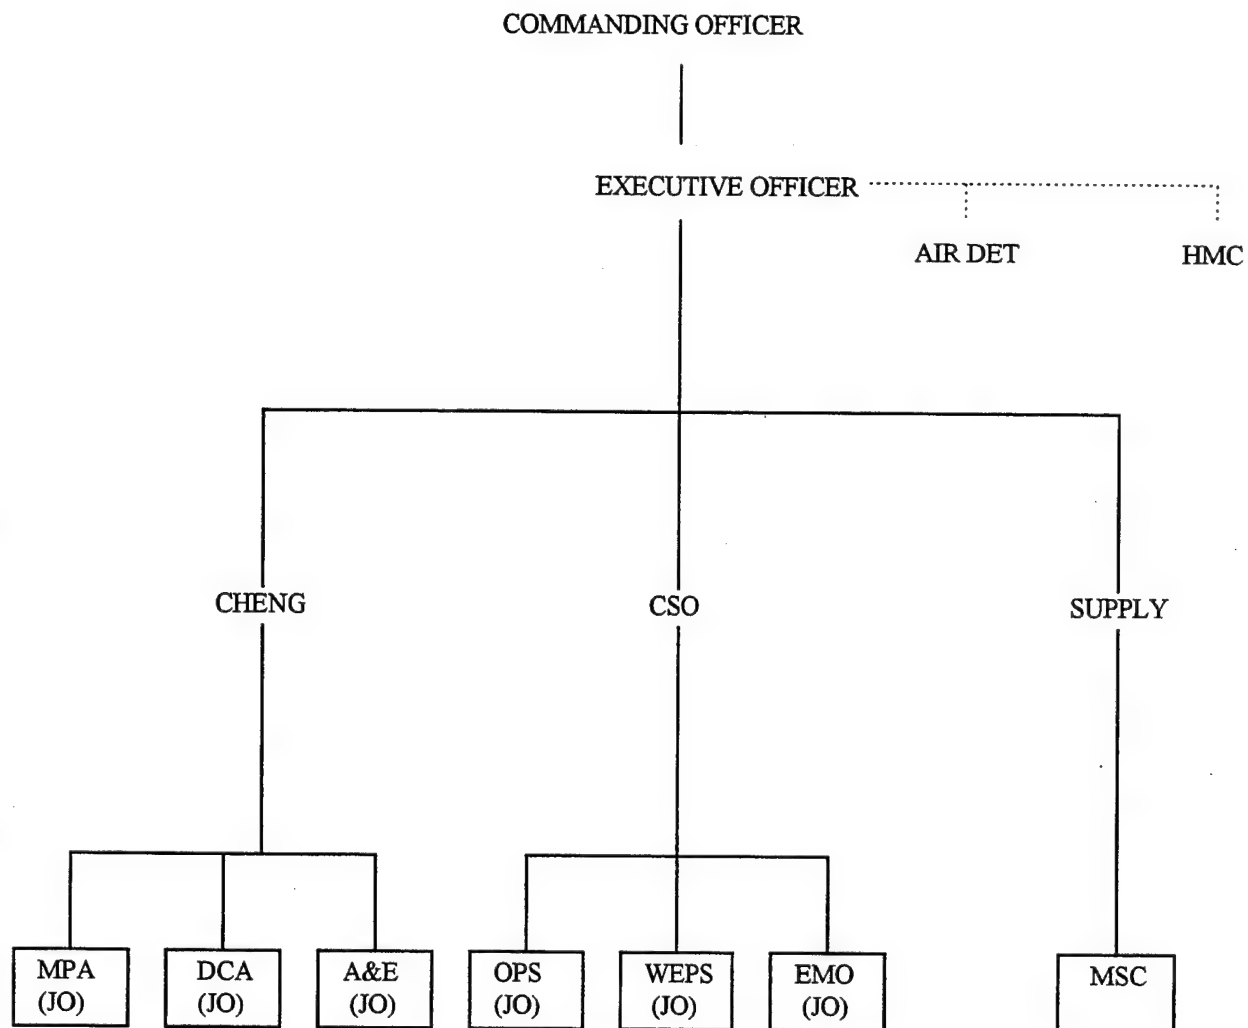 COMMANDING OFFICER
EXECUTIVE OFFICER
AIR DET
HMC
CHENG
CSO
SUPPLY
MPA
(JO)
DCA
(JO)
A&E
(JO)
OPS
(JO)
WEPS
(JO)
EMO
(JO)
MSC